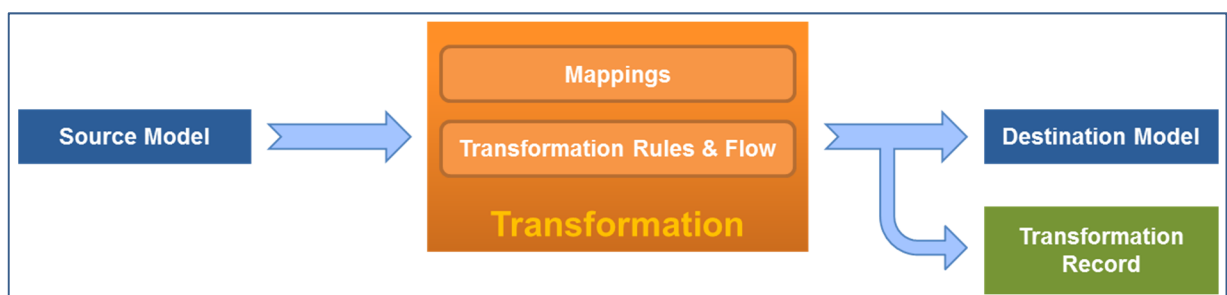 Source Model
Mappings
Transformation Rules & Flow
Transformation
Destination Model
Transformation
Record